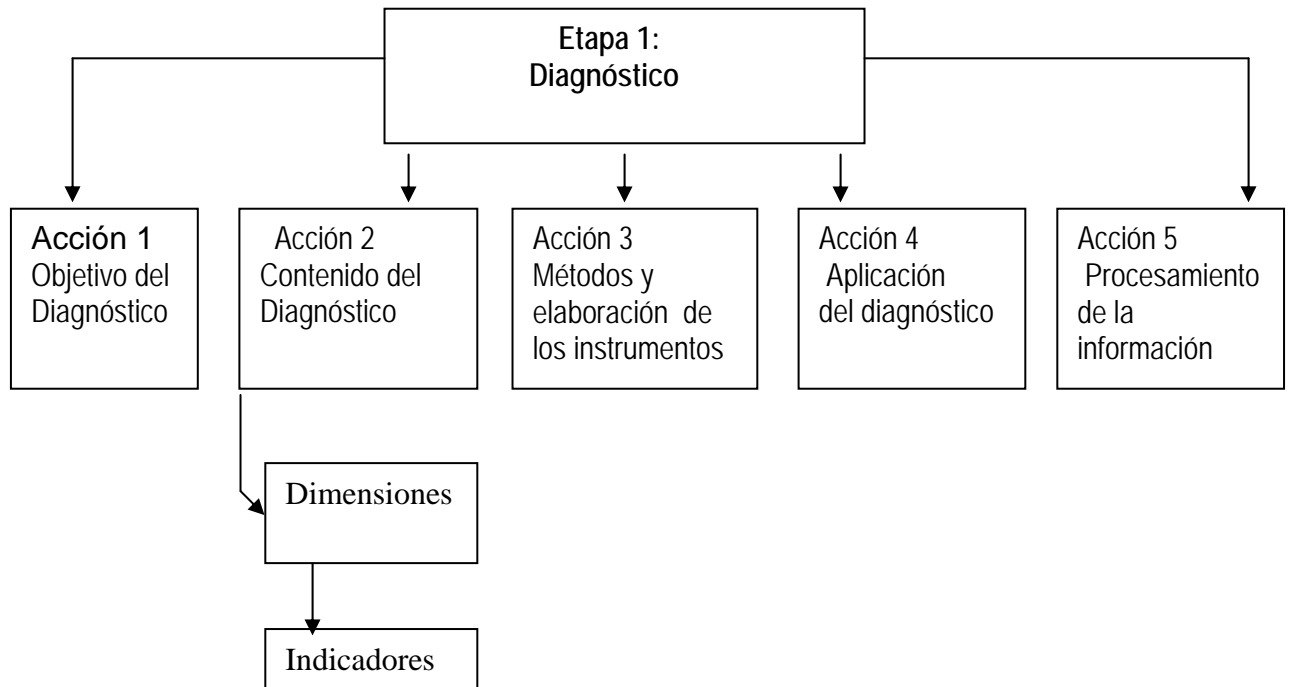 Etapa 1:
Diagnóstico
Acción 1
Objetivo del
Diagnóstico
Acción 2
Contenido del
Diagnóstico
Acción 3
Métodos y
elaboración de
los instrumentos
Acción 4
Aplicación
del diagnóstico
Acción 5
Procesamiento
de la
información
Dimensiones
Indicadores